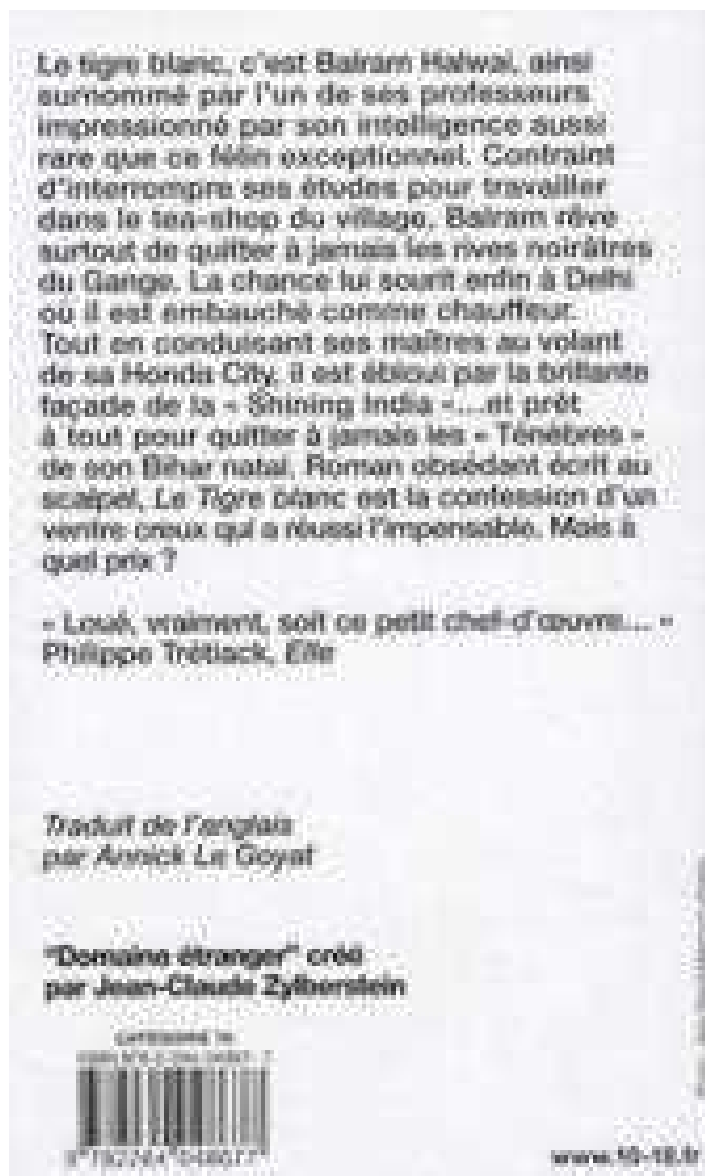 Le tigre blanc, c'est Balram Halwai, ainsi
surnommé par l'un de ses professeurs
impressionné par son intelligence aussi
rare que ce félin exceptionnel. Contraint
d'interrompre ses études pour travailler
dans le tea-shop du village, Balram rêve
surtout de quitter à jamais les rives noirâtres
du Gange. La chance lui sourit enfin à Delhi
où il est embauché comme chauffeur.
Tout en conduisant ses maîtres au volant
de sa Honda City, il est ébloui par la brillante
façade de la « Shining India »... et prêt
à tout pour quitter à jamais les « Ténèbres »
de son Bihar natal. Roman obsédant écrit au
scalpel, Le Tigre blanc est la confession d'un
ventre creux qui a réussi l'impensable. Mais à
quel prix ?
« Loué, vraiment, soit ce petit chef-d'œuvre... »
Philippe Trétiack, Elle
Traduit de l'anglais
par Annick Le Goyat
"Domaine étranger" créé
par Jean-Claude Zylberstein
www.10-18.fr